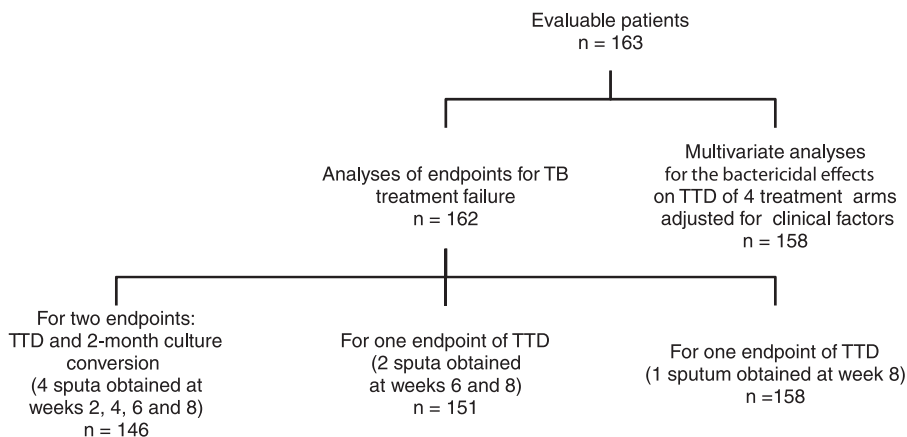 Evaluable patients
n = 163
Analyses of endpoints for TB
treatment failure
n = 162
Multivariate analyses
for the bactericidal effects
on TTD of 4 treatment arms
adjusted for clinical factors
n = 158
For two endpoints:
TTD and 2-month culture
conversion
(4 sputa obtained at
weeks 2, 4, 6 and 8)
n = 146
For one endpoint of TTD
(2 sputa obtained
at weeks 6 and 8)
n = 151
For one endpoint of TTD
(1 sputum obtained at week 8)
n =158